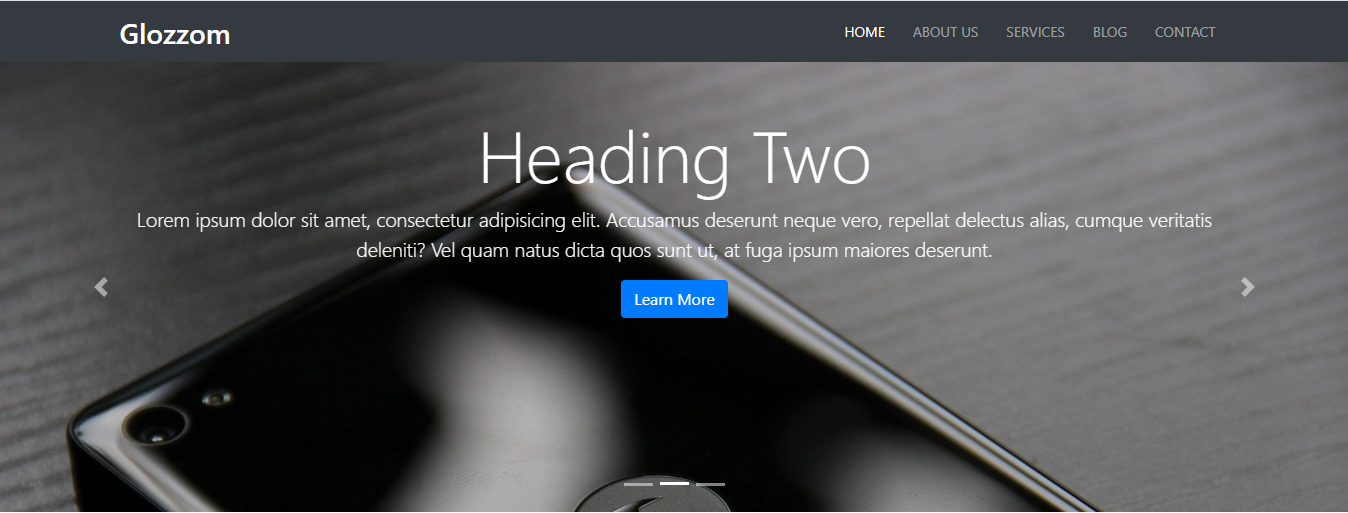 Glozzom
HOME ABOUT US SERVICES BLOG CONTACT
Heading Two
Lorem ipsum dolor sit amet, consectetur adipisicing elit. Accusamus deserunt neque vero, repellat delectus alias, cumque veritatis
deleniti? Vel quam natus dicta quos sunt ut, at fuga ipsum maiores deserunt.
Learn More